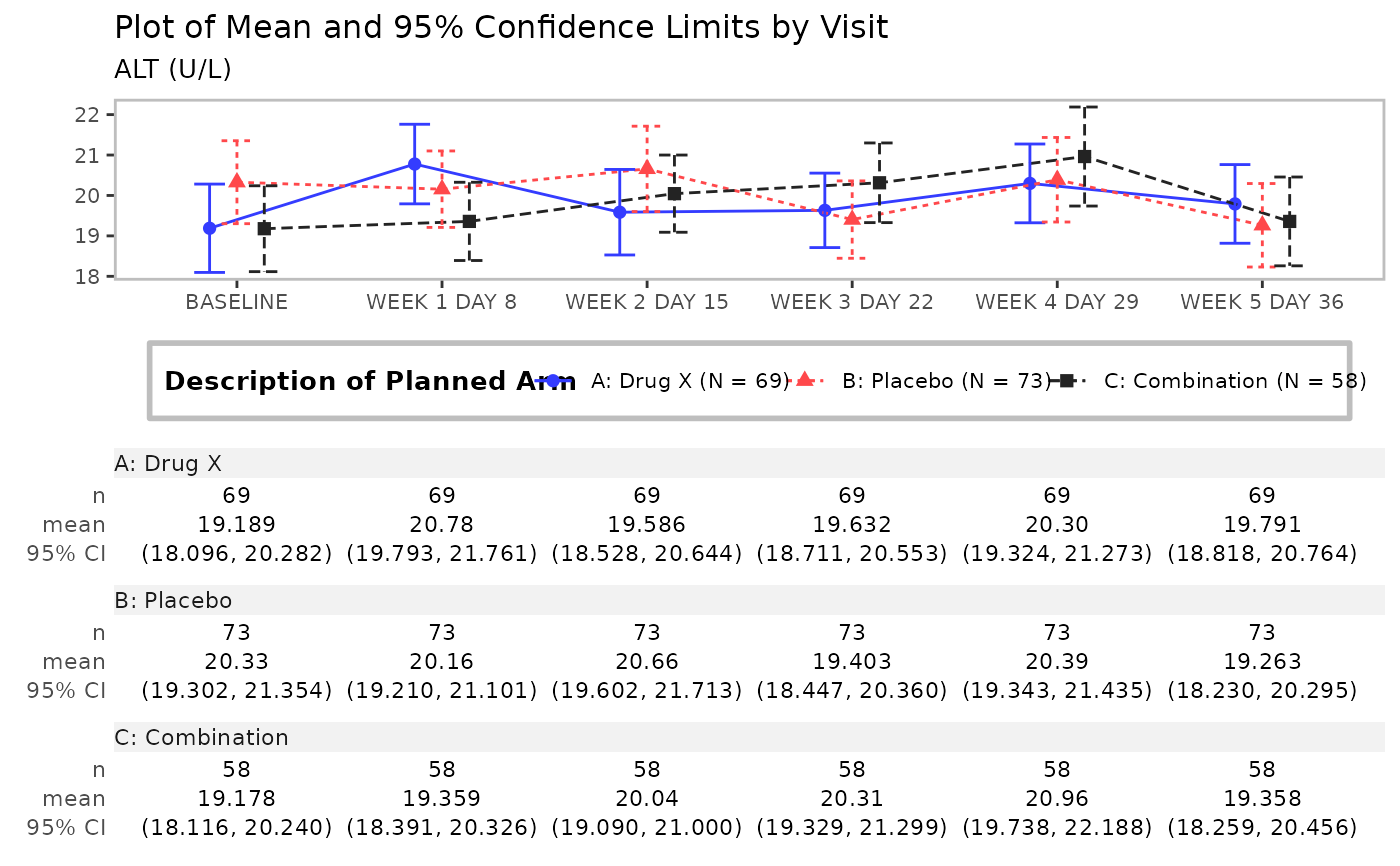 Plot of Mean and 95% Confidence Limits by Visit
ALT (U/L)
22
21
20
19
18
BASELINE WEEK 1 DAY 8 WEEK 2 DAY 15 WEEK 3 DAY 22 WEEK 4 DAY 29 WEEK 5 DAY 36
Description of Planned Arm A: Drug X (N = 69) B: Placebo (N = 73) C: Combination (N = 58)
A: Drug X
n 69 69 69 69 69 69
mean 19.189 20.78 19.586 19.632 20.30 19.791
95% CI (18.096, 20.282) (19.793, 21.761) (18.528, 20.644) (18.711, 20.553) (19.324, 21.273) (18.818, 20.764)
B: Placebo
n 73 73 73 73 73 73
mean 20.33 20.16 20.66 19.403 20.39 19.263
95% CI (19.302, 21.354) (19.210, 21.101) (19.602, 21.713) (18.447, 20.360) (19.343, 21.435) (18.230, 20.295)
C: Combination
n 58 58 58 58 58 58
mean 19.178 19.359 20.04 20.31 20.96 19.358
95% CI (18.116, 20.240) (18.391, 20.326) (19.090, 21.000) (19.329, 21.299) (19.738, 22.188) (18.259, 20.456)